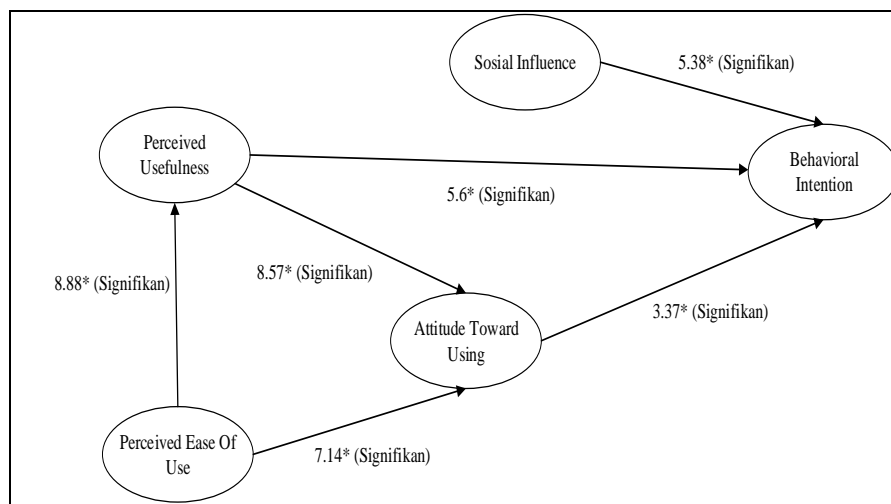 Sosial Influence
5.38* (Signifikan)
Perceived
Usefulness
Behavioral
Intention
5.6* (Signifikan)
8.88* (Signifikan)
8.57* (Signifikan)
Attitude Toward
Using
3.37* (Signifikan)
Perceived Ease Of
Use
7.14* (Signifikan)